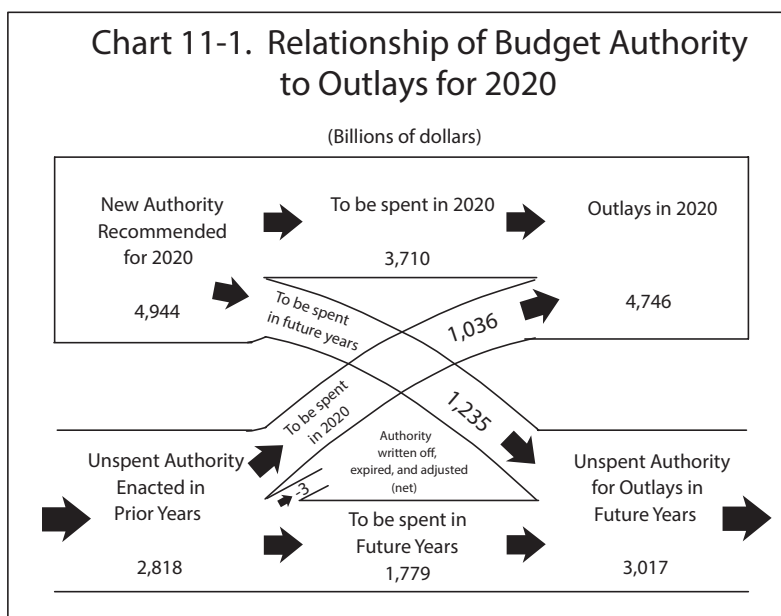 Chart 11-1. Relationship of Budget Authority
to Outlays for 2020
(Billions of dollars)
New Authority
Recommended
for 2020
4,944
To be spent in 2020
3,710
Outlays in 2020
4,746
To be spent
in future years
1,036
To be spent
in 2020
1,235
Authority
written off,
expired, and adjusted
(net)
-3
Unspent Authority
Enacted in
Prior Years
2,818
To be spent in
Future Years
1,779
Unspent Authority
for Outlays in
Future Years
3,017